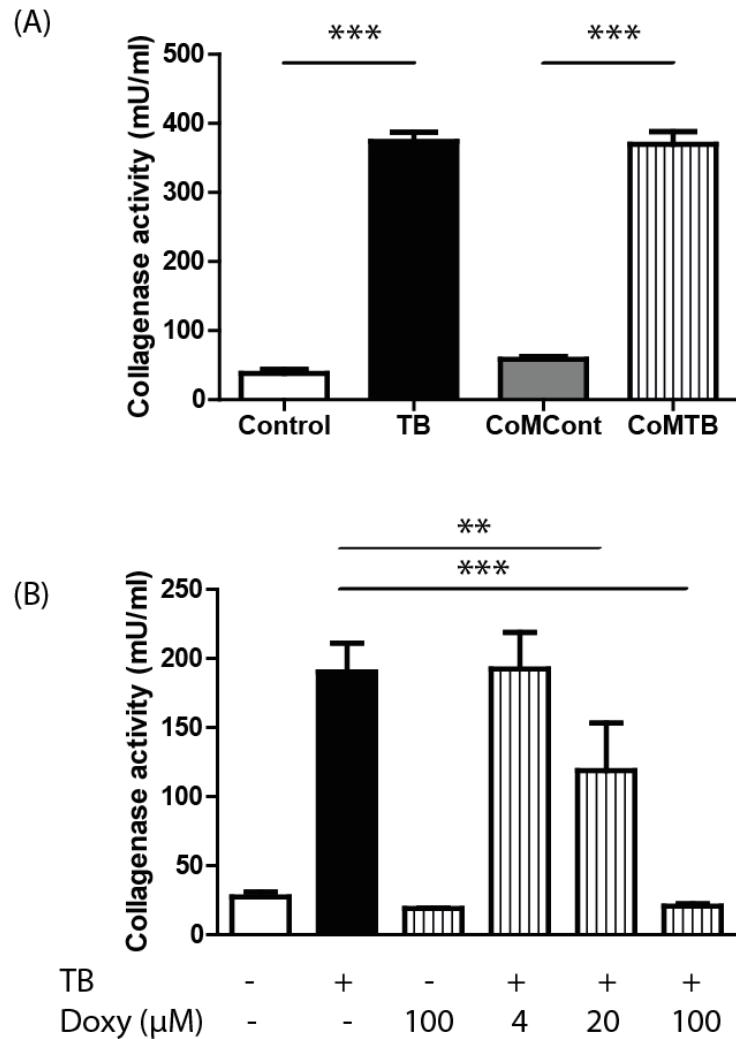 (A)
*** ***
Collagenase activity (mU/ml)
500
400
300
200
100
0
Control TB CoMCont CoMTB
(B)
**
***
Collagenase activity (mU/ml)
250
200
150
100
50
0
TB - + - + + +
Doxy (µM) - - 100 4 20 100